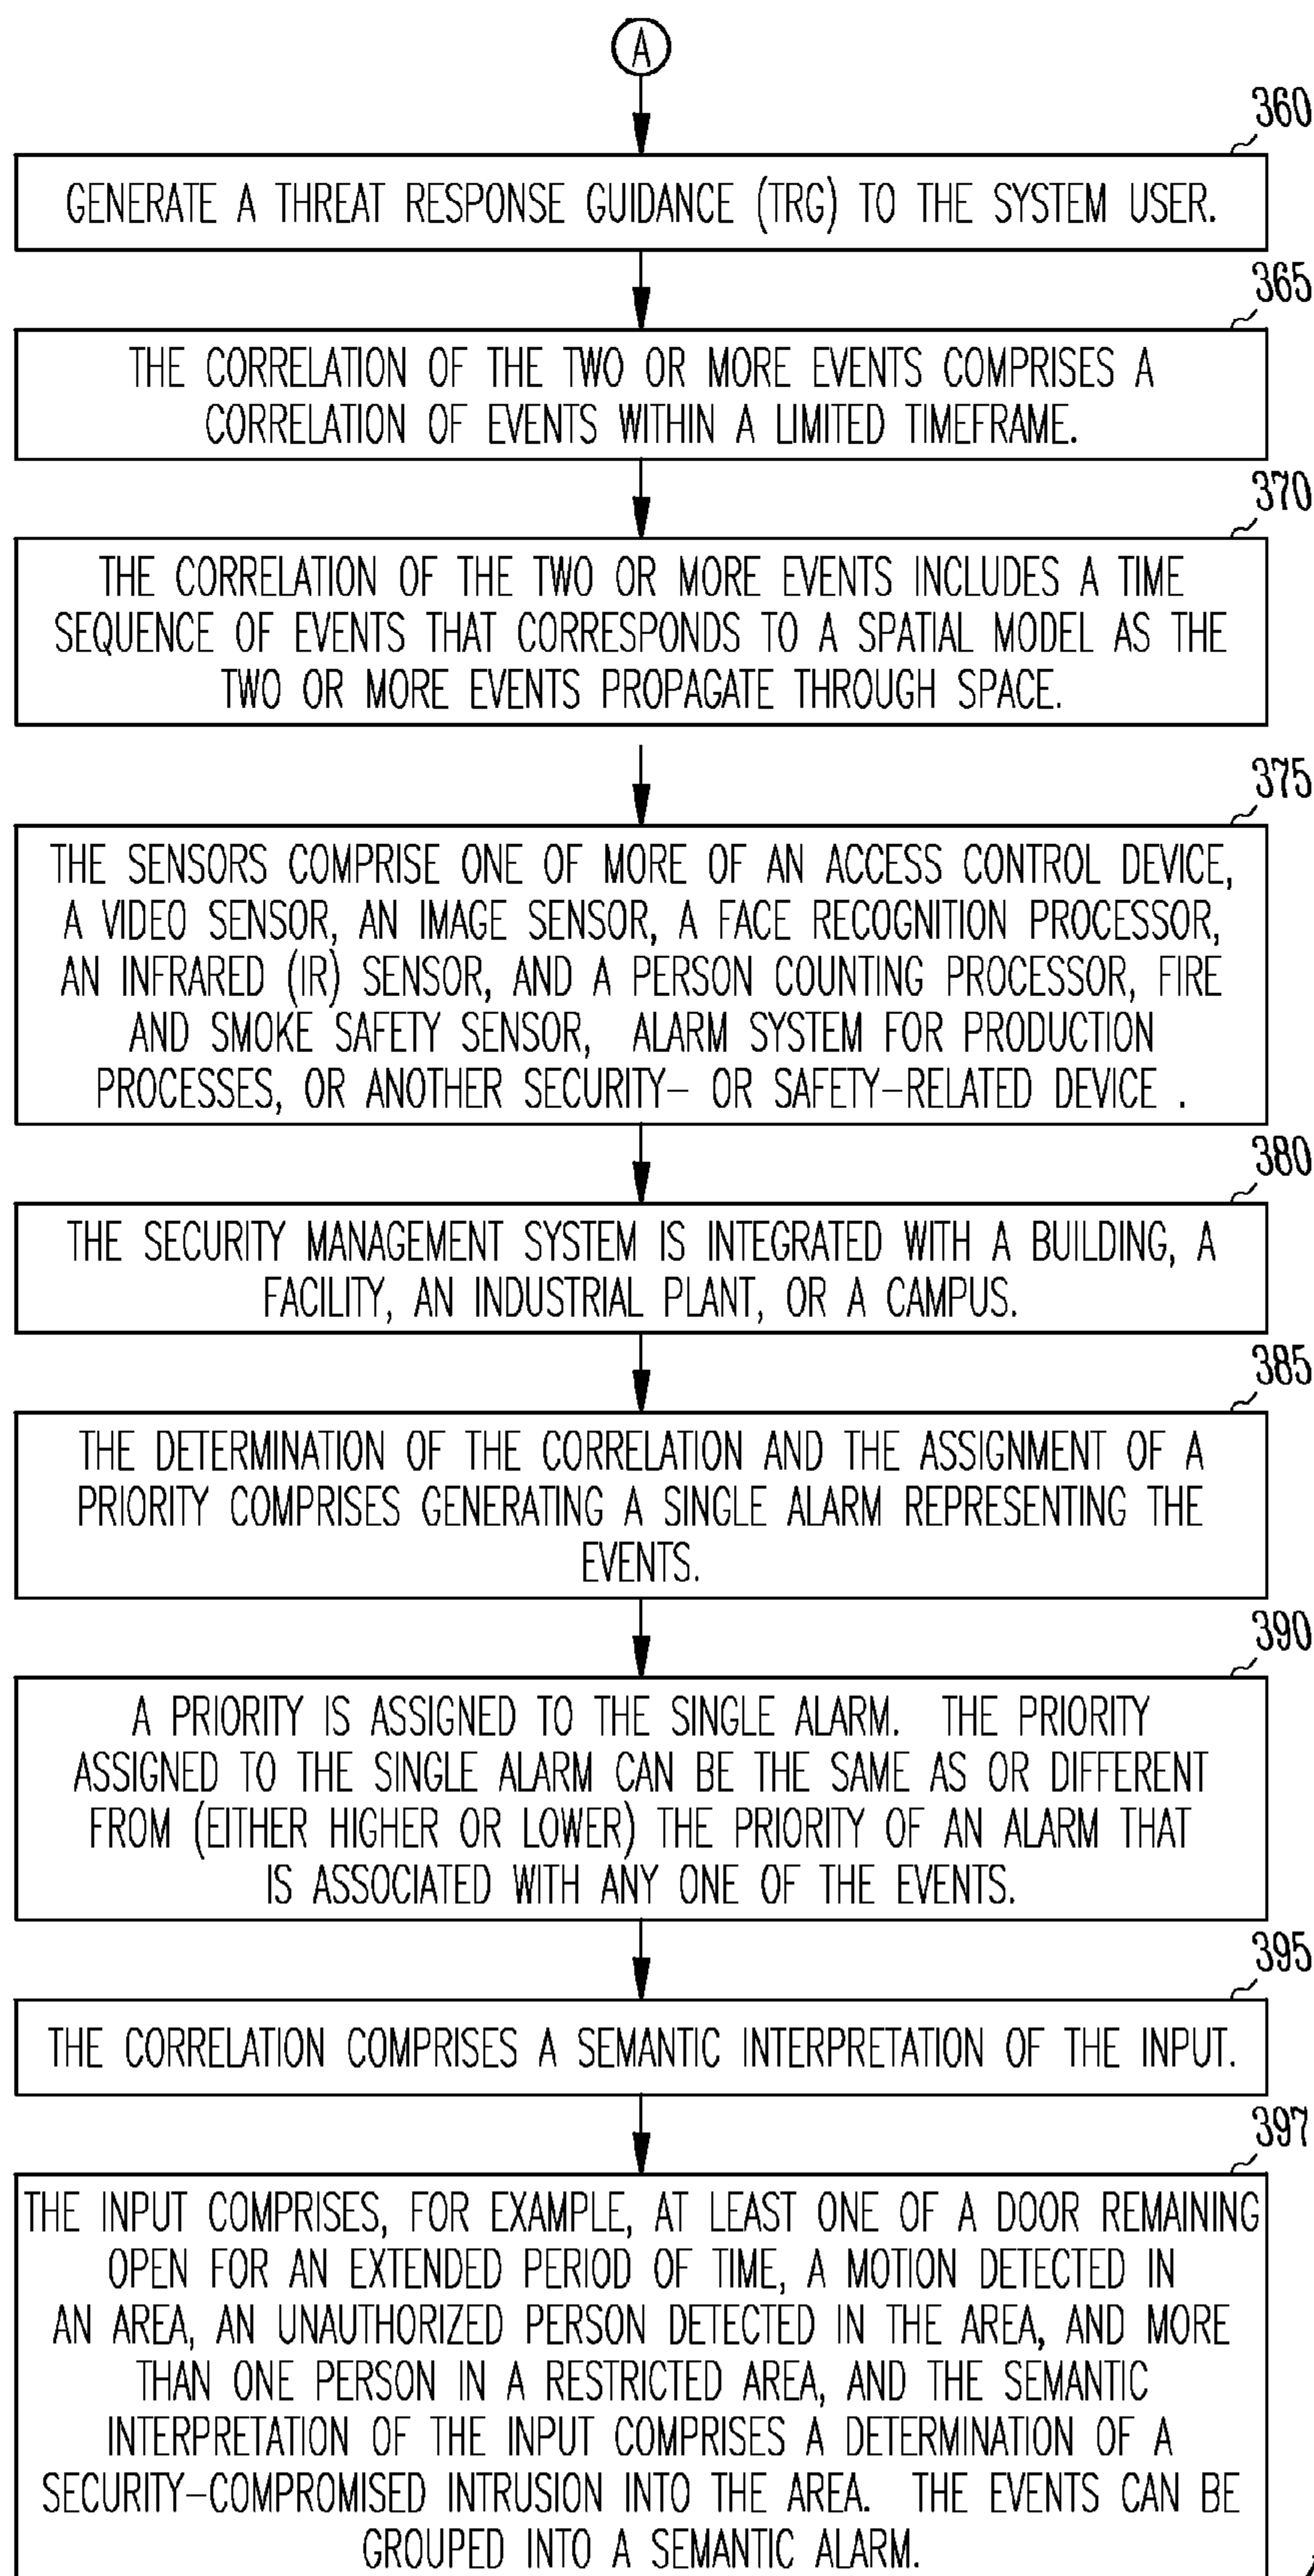 A
360
GENERATE A THREAT RESPONSE GUIDANCE (TRG) TO THE SYSTEM USER.
365
THE CORRELATION OF THE TWO OR MORE EVENTS COMPRISES A
CORRELATION OF EVENTS WITHIN A LIMITED TIMEFRAME.
370
THE CORRELATION OF THE TWO OR MORE EVENTS INCLUDES A TIME
SEQUENCE OF EVENTS THAT CORRESPONDS TO A SPATIAL MODEL AS THE
TWO OR MORE EVENTS PROPAGATE THROUGH SPACE.
375
THE SENSORS COMPRISE ONE OF MORE OF AN ACCESS CONTROL DEVICE,
A VIDEO SENSOR, AN IMAGE SENSOR, A FACE RECOGNITION PROCESSOR,
AN INFRARED (IR) SENSOR, AND A PERSON COUNTING PROCESSOR, FIRE
AND SMOKE SAFETY SENSOR, ALARM SYSTEM FOR PRODUCTION
PROCESSES, OR ANOTHER SECURITY- OR SAFETY-RELATED DEVICE .
380
THE SECURITY MANAGEMENT SYSTEM IS INTEGRATED WITH A BUILDING, A
FACILITY, AN INDUSTRIAL PLANT, OR A CAMPUS.
385
THE DETERMINATION OF THE CORRELATION AND THE ASSIGNMENT OF A
PRIORITY COMPRISES GENERATING A SINGLE ALARM REPRESENTING THE
EVENTS.
390
A PRIORITY IS ASSIGNED TO THE SINGLE ALARM. THE PRIORITY
ASSIGNED TO THE SINGLE ALARM CAN BE THE SAME AS OR DIFFERENT
FROM (EITHER HIGHER OR LOWER) THE PRIORITY OF AN ALARM THAT
IS ASSOCIATED WITH ANY ONE OF THE EVENTS.
395
THE CORRELATION COMPRISES A SEMANTIC INTERPRETATION OF THE INPUT.
397
THE INPUT COMPRISES, FOR EXAMPLE, AT LEAST ONE OF A DOOR REMAINING
OPEN FOR AN EXTENDED PERIOD OF TIME, A MOTION DETECTED IN
AN AREA, AN UNAUTHORIZED PERSON DETECTED IN THE AREA, AND MORE
THAN ONE PERSON IN A RESTRICTED AREA, AND THE SEMANTIC
INTERPRETATION OF THE INPUT COMPRISES A DETERMINATION OF A
SECURITY-COMPROMISED INTRUSION INTO THE AREA. THE EVENTS CAN BE
GROUPED INTO A SEMANTIC ALARM.